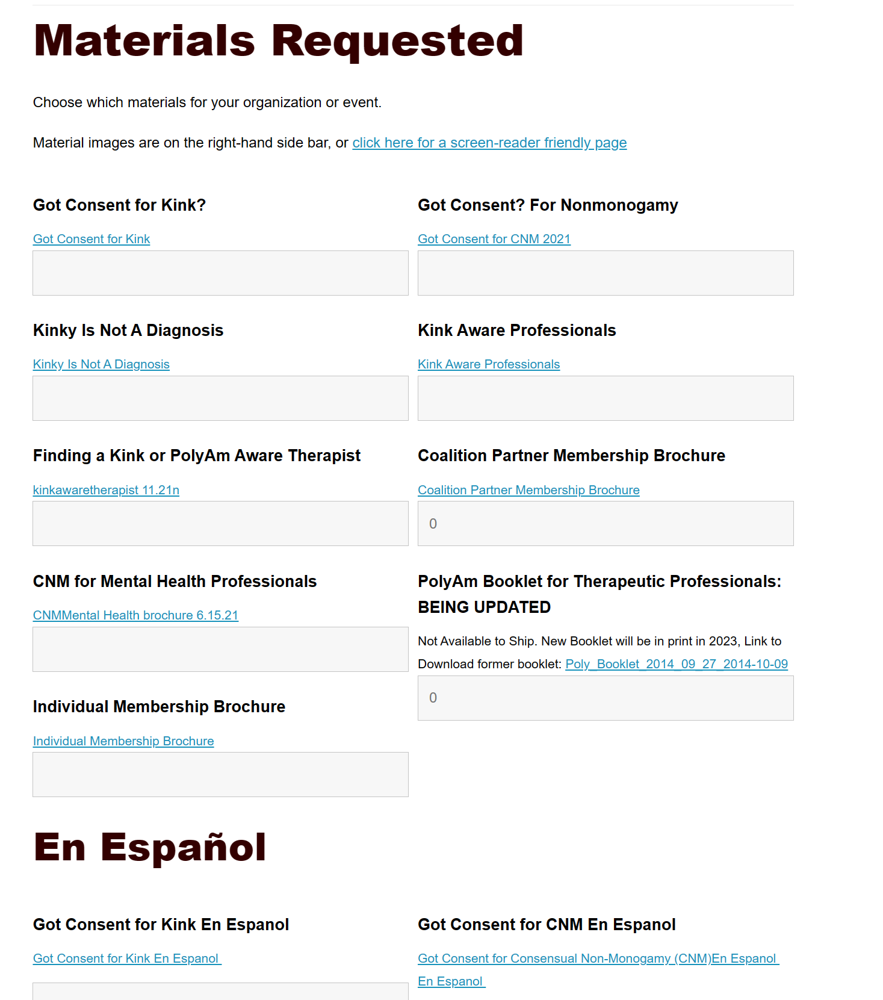 Materials Requested
Choose which materials for your organization or event.
Material images are on the right-hand side bar, or click here for a screen-reader friendly page
Got Consent for Kink?
Got Consent for Kink
Got Consent? For Nonmonogamy
Got Consent for CNM 2021
Kinky Is Not A Diagnosis
Kinky Is Not A Diagnosis
Kink Aware Professionals
Kink Aware Professionals
Finding a Kink or PolyAm Aware Therapist
kinkawaretherapist 11.21n
Coalition Partner Membership Brochure
Coalition Partner Membership Brochure
0
CNM for Mental Health Professionals
CNMMental Health brochure 6.15.21
PolyAm Booklet for Therapeutic Professionals:
BEING UPDATED
Not Available to Ship. New Booklet will be in print in 2023, Link to
Download former booklet: Poly_Booklet_2014_09_27_2014-10-09
0
Individual Membership Brochure
Individual Membership Brochure
En Español
Got Consent for Kink En Espanol
Got Consent for Kink En Espanol
Got Consent for CNM En Espanol
Got Consent for Consensual Non-Monogamy (CNM)En Espanol
En Espanol